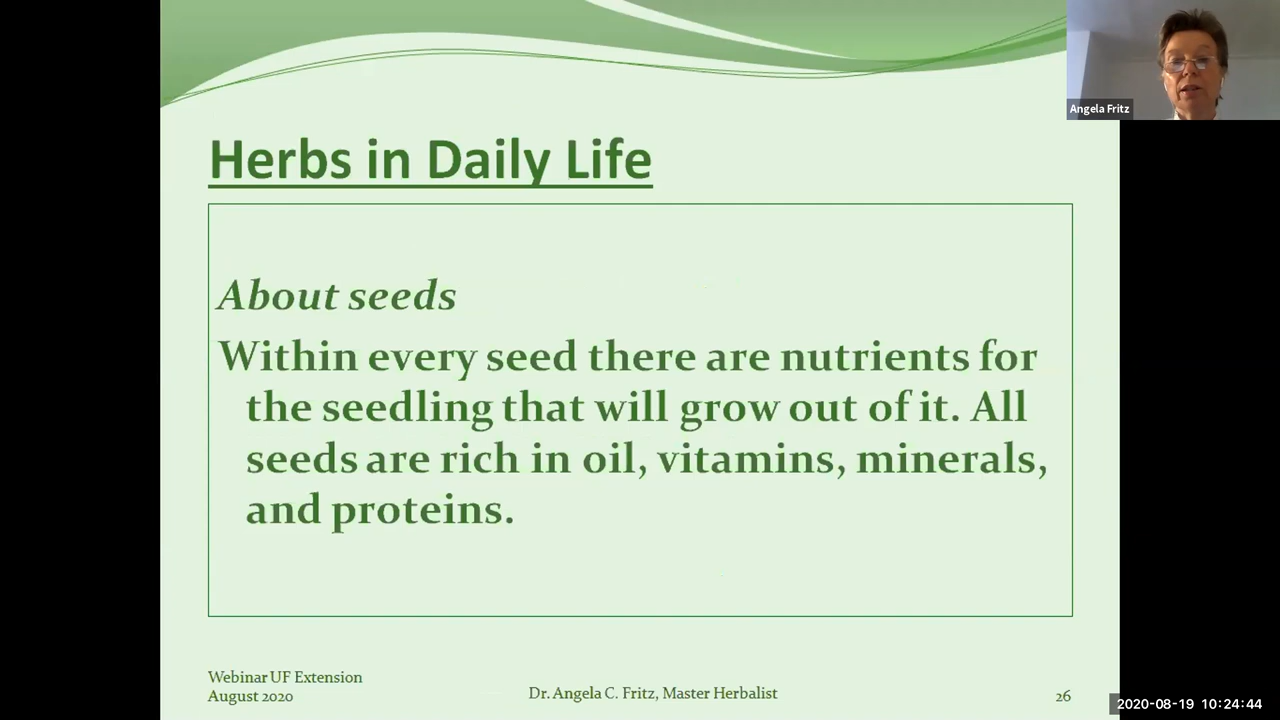 Angela Fritz
Herbs in Daily Life
About seeds
Within every seed there are nutrients for
the seedling that will grow out of it. All
seeds are rich in oil, vitamins, minerals,
and proteins.
Webinar UF Extension
August 2020
Dr. Angela C. Fritz, Master Herbalist
26
2020-08-19 10:24:44